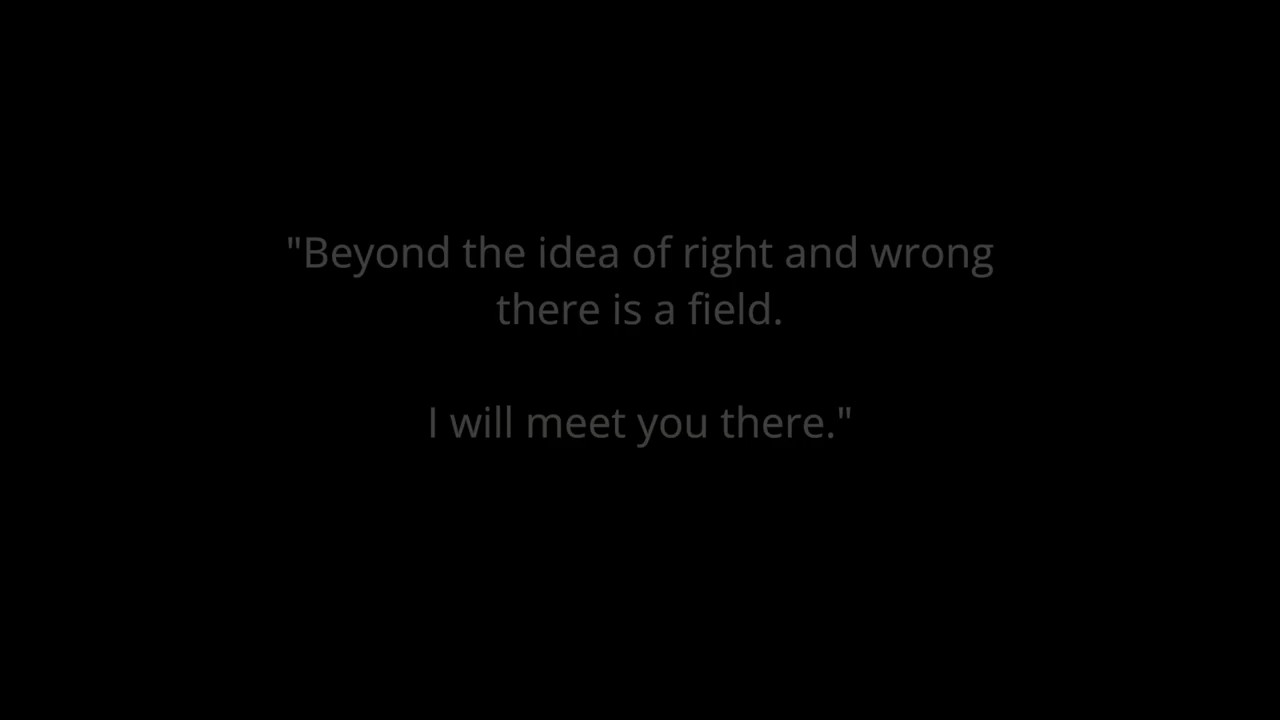 "Beyond the idea of right and wrong
there is a field.
I will meet you there."